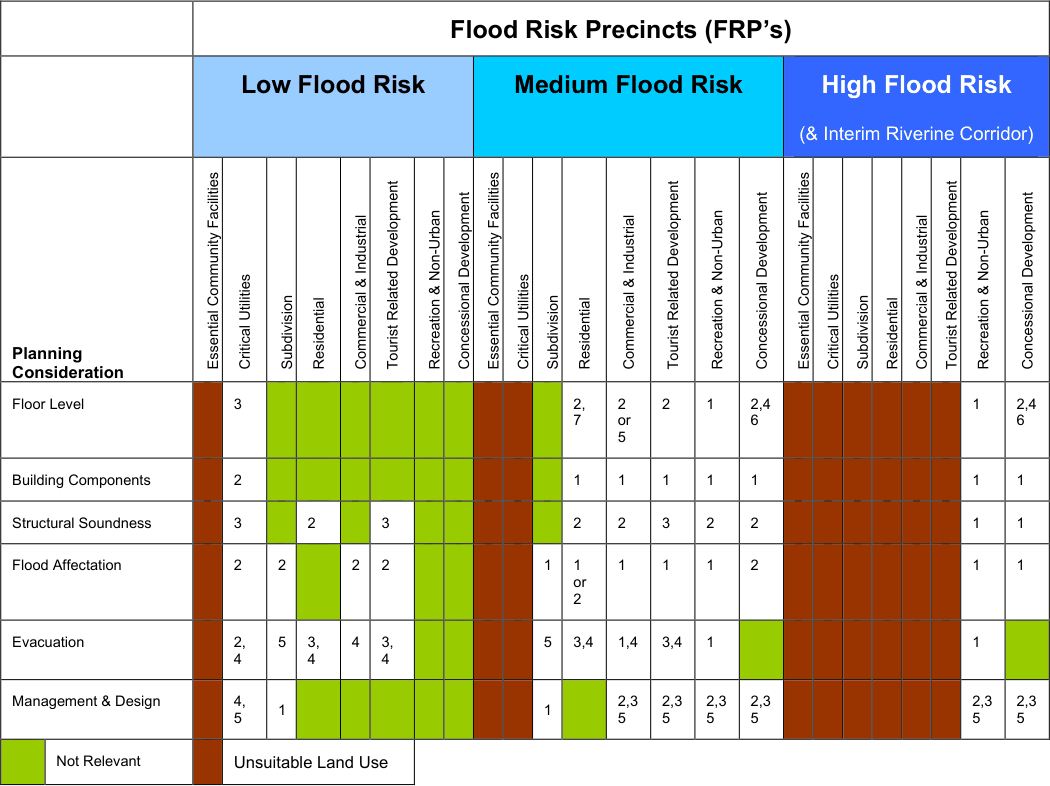 Flood Risk Precincts (FRP’s)
Low Flood Risk
Medium Flood Risk
High Flood Risk
(& Interim Riverine Corridor)
Planning
Consideration
Essential Community Facilities
Critical Utilities
Subdivision
Residential
Commercial & Industrial
Tourist Related Development
Recreation & Non-Urban
Concessional Development
Essential Community Facilities
Critical Utilities
Subdivision
Residential
Commercial & Industrial
Tourist Related Development
Recreation & Non-Urban
Concessional Development
Essential Community Facilities
Critical Utilities
Subdivision
Residential
Commercial & Industrial
Tourist Related Development
Recreation & Non-Urban
Concessional Development
Floor Level
3
2,
7
2
or
5
2
1
2,4
6
1
2,4
6
Building Components
2
1
1
1
1
1
1
1
Structural Soundness
3
2
3
2
2
3
2
2
1
1
Flood Affectation
2
2
2
2
1
1
or
2
1
1
1
2
1
1
Evacuation
2,
4
5
3,
4
4
3,
4
5
3,4
1,4
3,4
1
1
Management & Design
4,
5
1
1
2,3
5
2,3
5
2,3
5
2,3
5
2,3
5
2,3
5
Not Relevant
Unsuitable Land Use